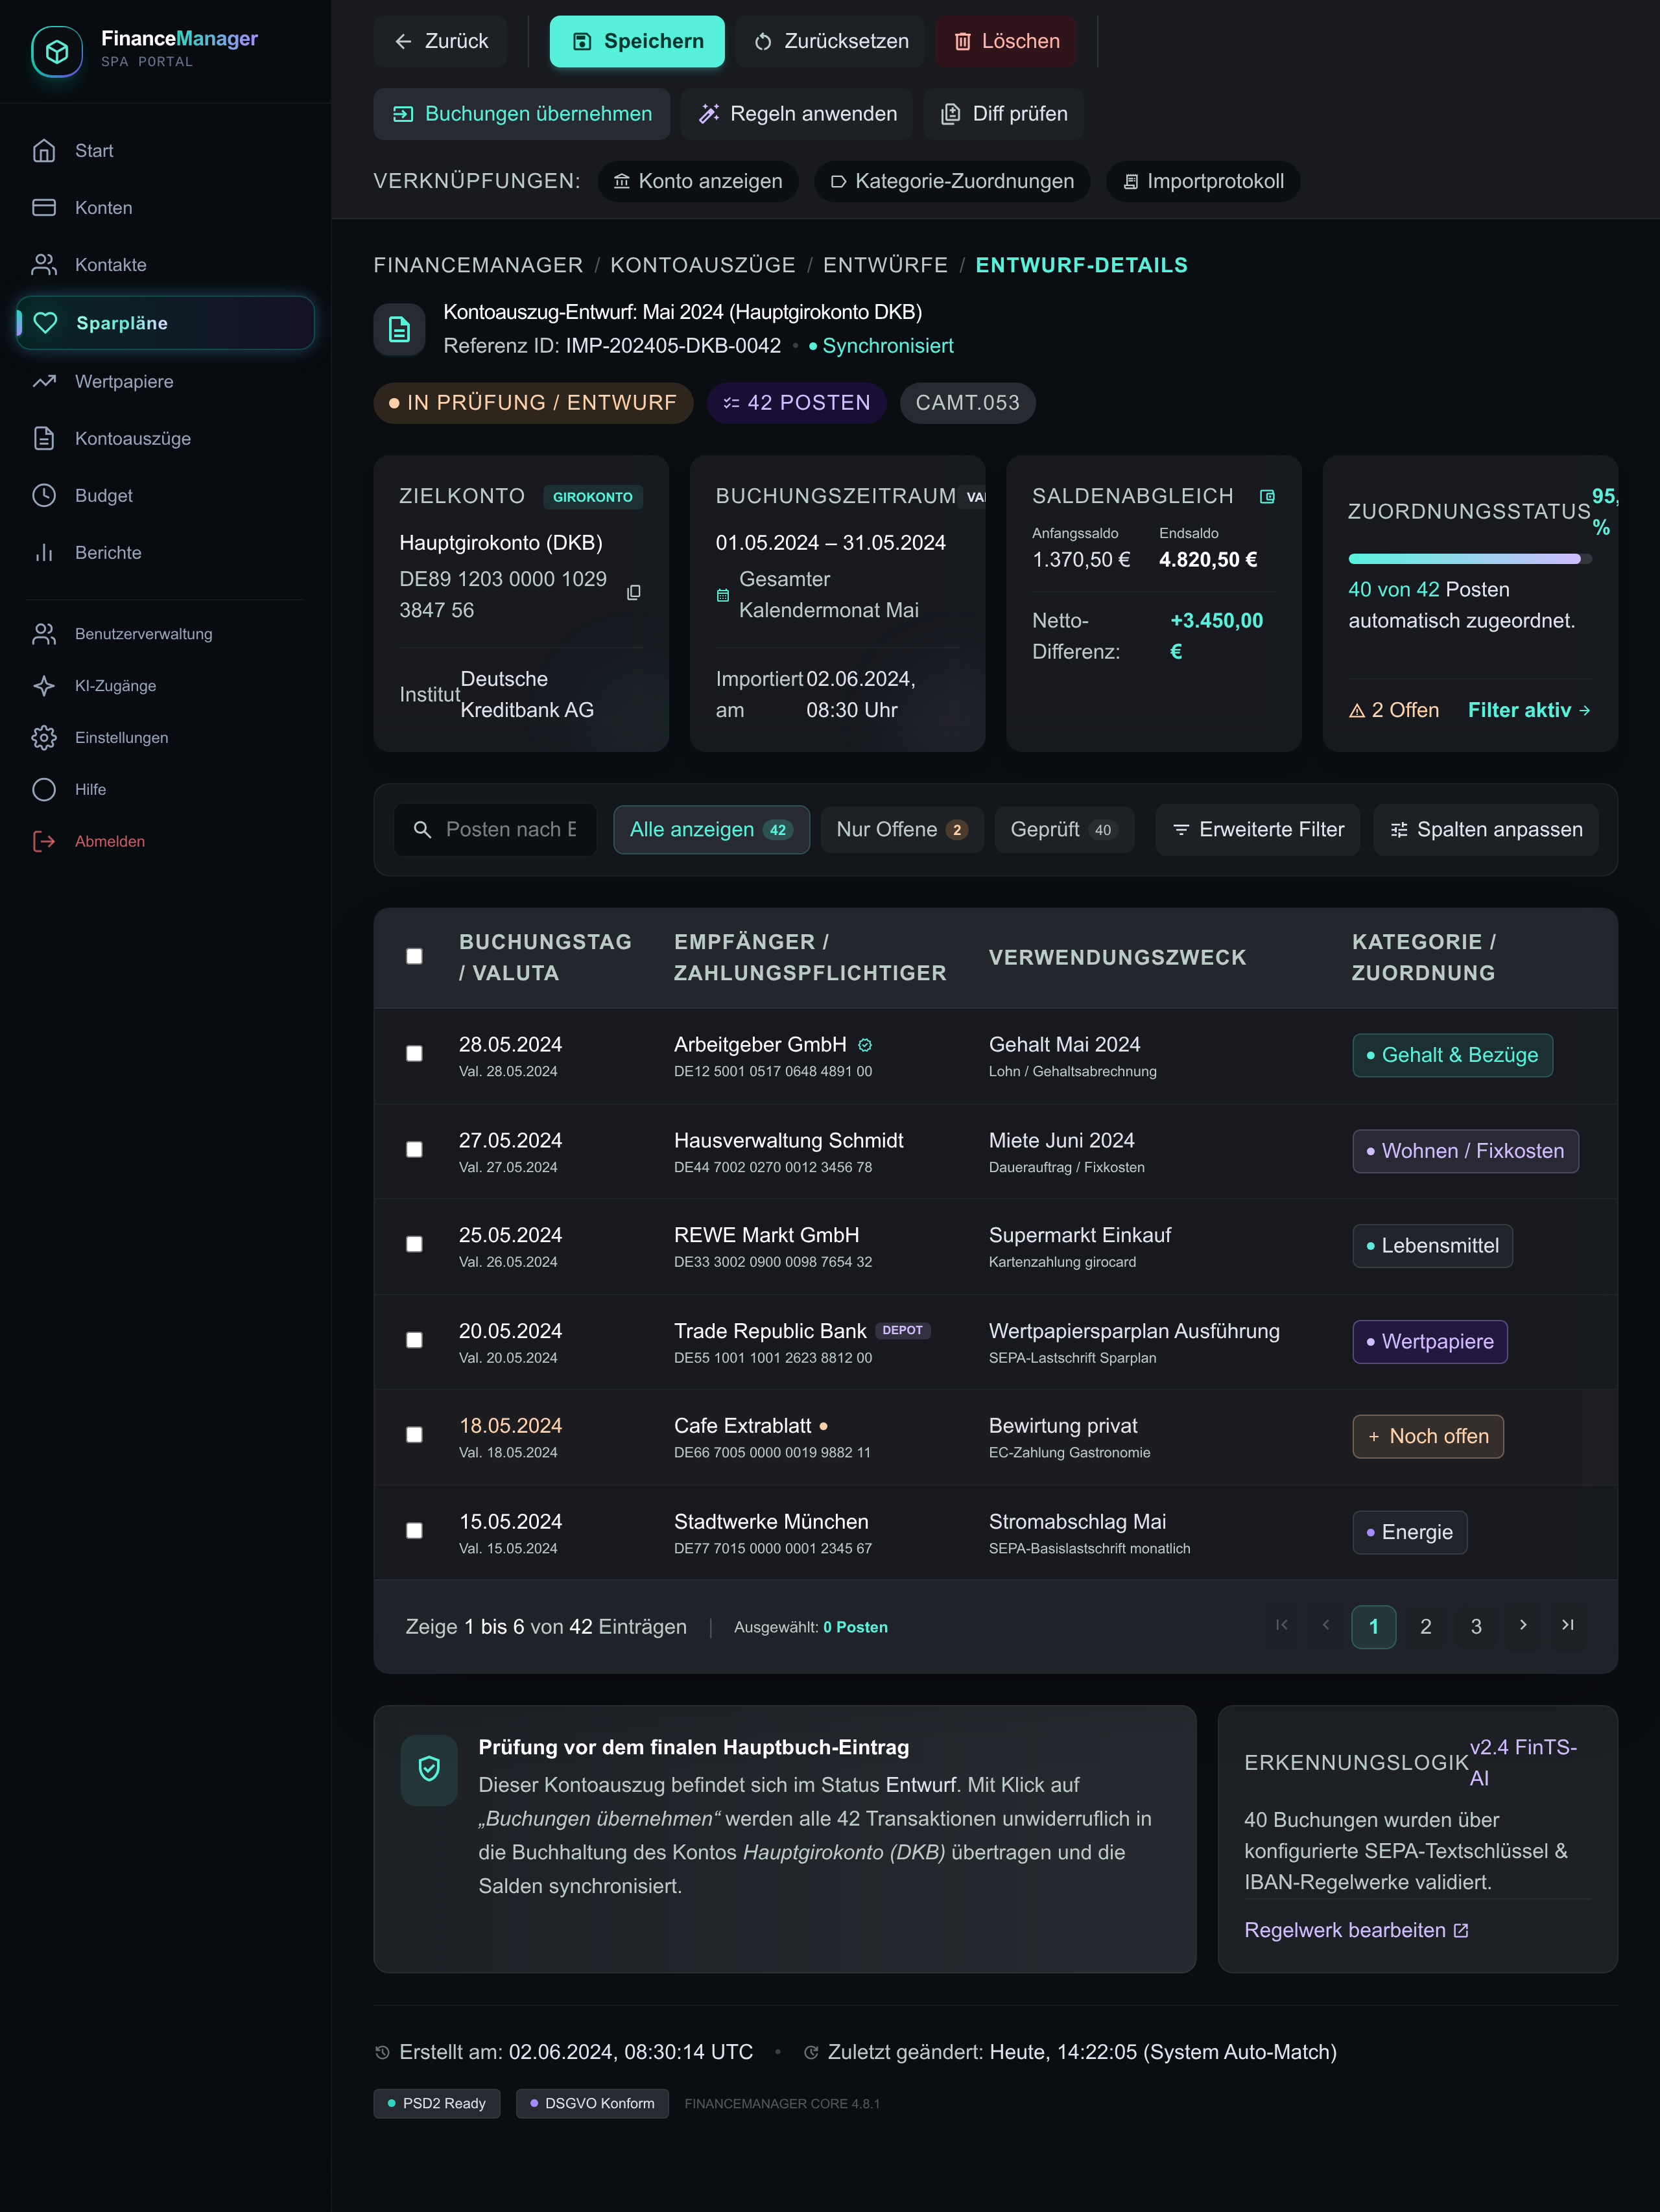 FinanceManager
SPA PORTAL
Start
Konten
Kontakte
Sparpläne
Wertpapiere
Kontoauszüge
Budget
Berichte
Benutzerverwaltung
KI-Zugänge
Einstellungen
Hilfe
Abmelden
Zurück Speichern Zurücksetzen Löschen
Buchungen übernehmen Regeln anwenden Diff prüfen
VERKNÜPFUNGEN: Konto anzeigen Kategorie-Zuordnungen Importprotokoll
FINANCEMANAGER / KONTOAUSZÜGE / ENTWÜRFE / ENTWURF-DETAILS
Kontoauszug-Entwurf: Mai 2024 (Hauptgirokonto DKB)
Referenz ID: IMP-202405-DKB-0042 • Synchronisiert
IN PRÜFUNG / ENTWURF 42 POSTEN CAMT.053
ZIELKONTO GIROKONTO
Hauptgirokonto (DKB)
DE89 1203 0000 1029
3847 56
Institut Deutsche
Kreditbank AG
BUCHUNGSZEITRAUM
01.05.2024 – 31.05.2024
Gesamter
Kalendermonat Mai
Importiert 02.06.2024,
am 08:30 Uhr
SALDENABGLEICH
Anfangssaldo Endsaldo
1.370,50 € 4.820,50 €
Netto- +3.450,00
Differenz: €
ZUORDNUNGSSTATUS 95,
%
40 von 42 Posten
automatisch zugeordnet.
2 Offen Filter aktiv →
Posten nach Alle anzeigen 42 Nur Offene 2 Geprüft 40 Erweiterte Filter Spalten anpassen
BUCHUNGSTAG EMPFÄNGER / VERWENDUNGSZWECK KATEGORIE /
/ VALUTA ZAHLUNGSPFLICHTIGER ZUORDNUNG
28.05.2024 Arbeitgeber GmbH Gehalt Mai 2024 Gehalt & Bezüge
Val. 28.05.2024 DE12 5001 0517 0648 4891 00 Lohn / Gehaltsabrechnung
27.05.2024 Hausverwaltung Schmidt Miete Juni 2024 Wohnen / Fixkosten
Val. 27.05.2024 DE44 7002 0270 0012 3456 78 Dauerauftrag / Fixkosten
25.05.2024 REWE Markt GmbH Supermarkt Einkauf Lebensmittel
Val. 26.05.2024 DE33 3002 0900 0098 7654 32 Kartenzahlung girocard
20.05.2024 Trade Republic Bank DEPOT Wertpapiersparplan Ausführung Wertpapiere
Val. 20.05.2024 DE55 1001 1001 2623 8812 00 SEPA-Lastschrift Sparplan
18.05.2024 Cafe Extrablatt Bewirtung privat + Noch offen
Val. 18.05.2024 DE66 7005 0000 0019 9882 11 EC-Zahlung Gastronomie
15.05.2024 Stadtwerke München Stromabschlag Mai Energie
Val. 15.05.2024 DE77 7015 0000 0001 2345 67 SEPA-Basislastschrift monatlich
Zeige 1 bis 6 von 42 Einträgen | Ausgewählt: 0 Posten 1 2 3
Prüfung vor dem finalen Hauptbuch-Eintrag
Dieser Kontoauszug befindet sich im Status Entwurf. Mit Klick auf
„Buchungen übernehmen“ werden alle 42 Transaktionen unwiderruflich in
die Buchhaltung des Kontos Hauptgirokonto (DKB) übertragen und die
Salden synchronisiert.
ERKENNUNGSLOGIK v2.4 FinTS-
AI
40 Buchungen wurden über
konfigurierte SEPA-Textschlüssel &
IBAN-Regelwerke validiert.
Regelwerk bearbeiten
Erstellt am: 02.06.2024, 08:30:14 UTC • Zuletzt geändert: Heute, 14:22:05 (System Auto-Match)
PSD2 Ready DSGVO Konform FINANCEMANAGER CORE 4.8.1